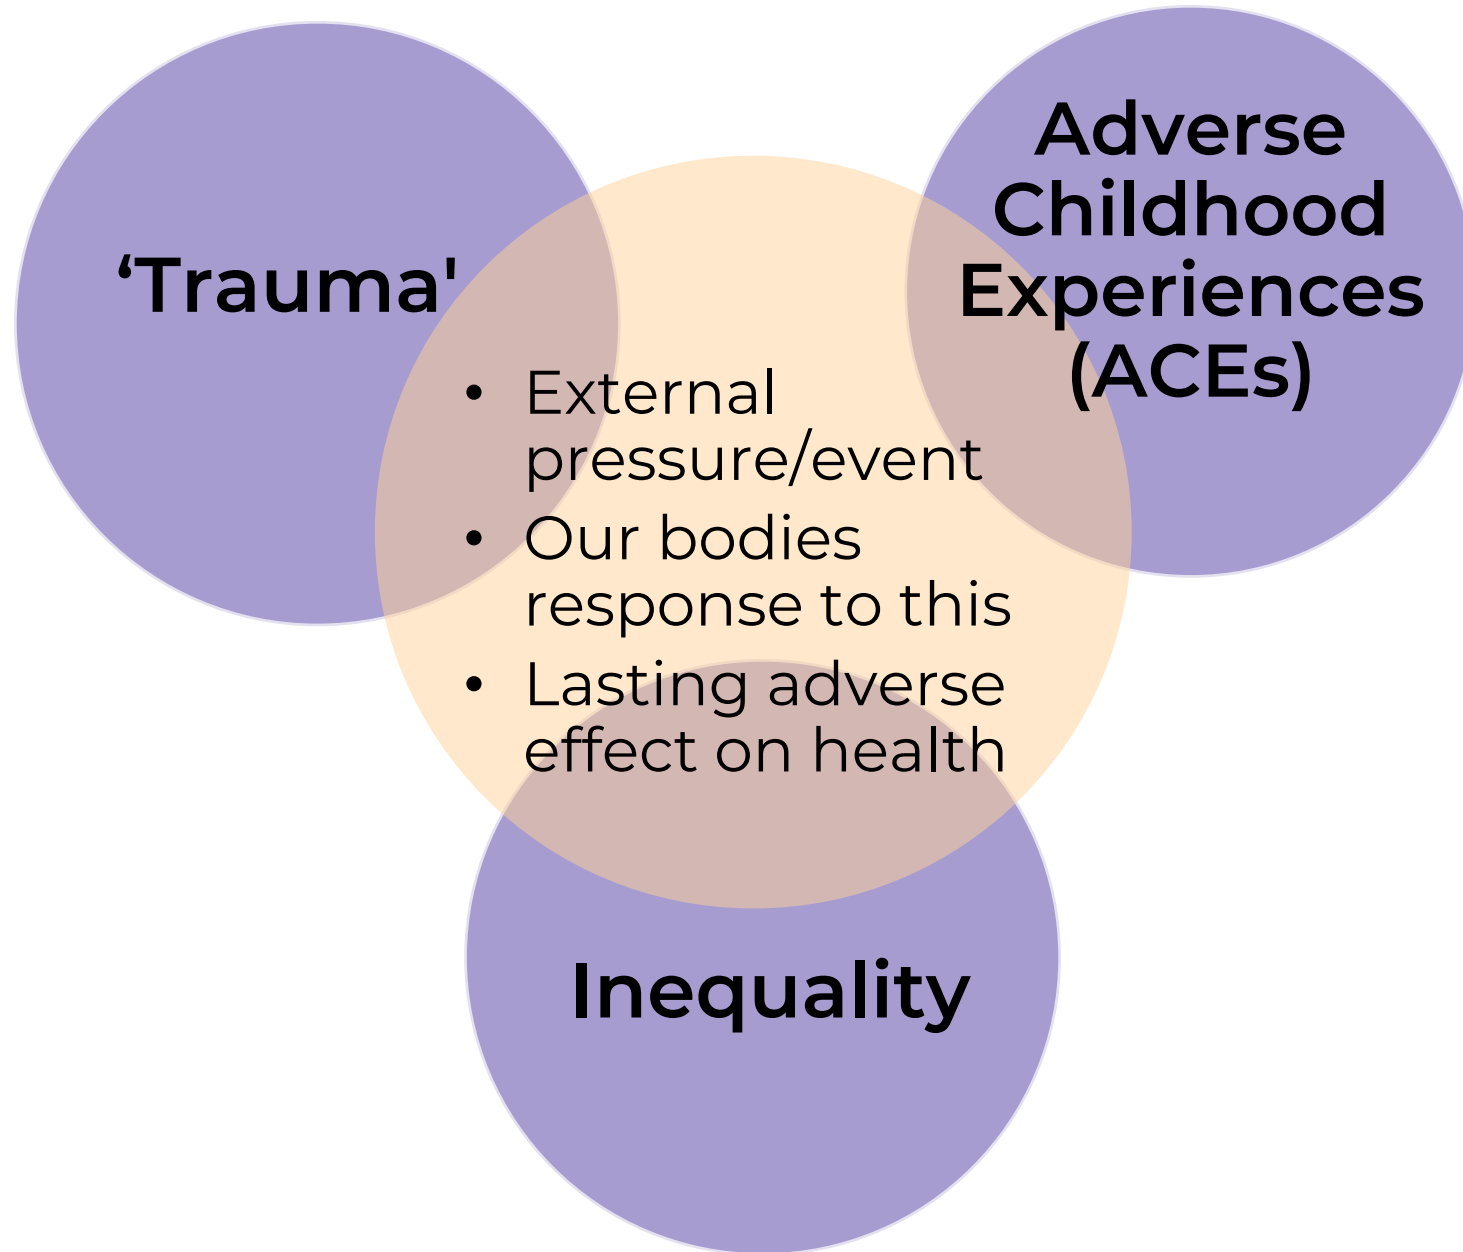 ‘Trauma'
Adverse
Childhood
Experiences
(ACEs)
• External
pressure/event
• Our bodies
response to this
• Lasting adverse
effect on health
Inequality